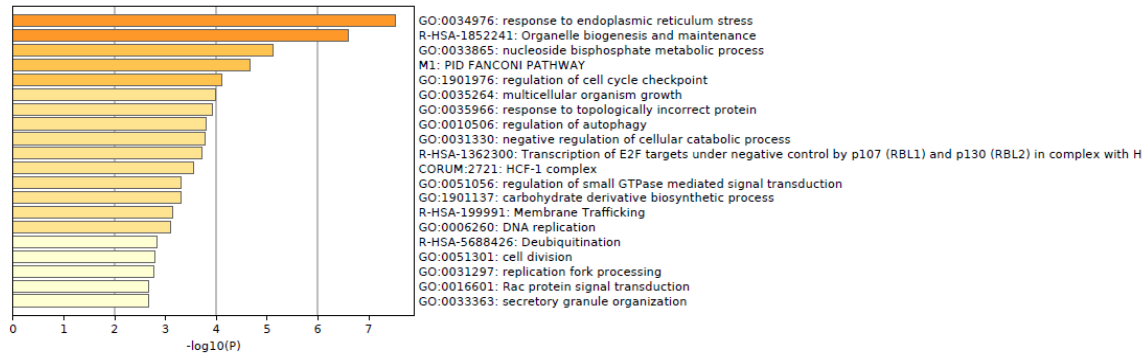 GO:0034976: response to endoplasmic reticulum stress
R-HSA-1852241: Organelle biogenesis and maintenance
GO:0033865: nucleoside bisphosphate metabolic process
M1: PID FANCONI PATHWAY
GO:1901976: regulation of cell cycle checkpoint
GO:0035264: multicellular organism growth
GO:0035966: response to topologically incorrect protein
GO:0010506: regulation of autophagy
GO:0031330: negative regulation of cellular catabolic process
R-HSA-1362300: Transcription of E2F targets under negative control by p107 (RBL1) and p130 (RBL2) in complex with H
CORUM:2721: HCF-1 complex
GO:0051056: regulation of small GTPase mediated signal transduction
GO:1901137: carbohydrate derivative biosynthetic process
R-HSA-199991: Membrane Trafficking
GO:0006260: DNA replication
R-HSA-5688426: Deubiquitination
GO:0051301: cell division
GO:0031297: replication fork processing
GO:0016601: Rac protein signal transduction
GO:0033363: secretory granule organization
0 1 2 3 4 5 6 7
-log10(P)